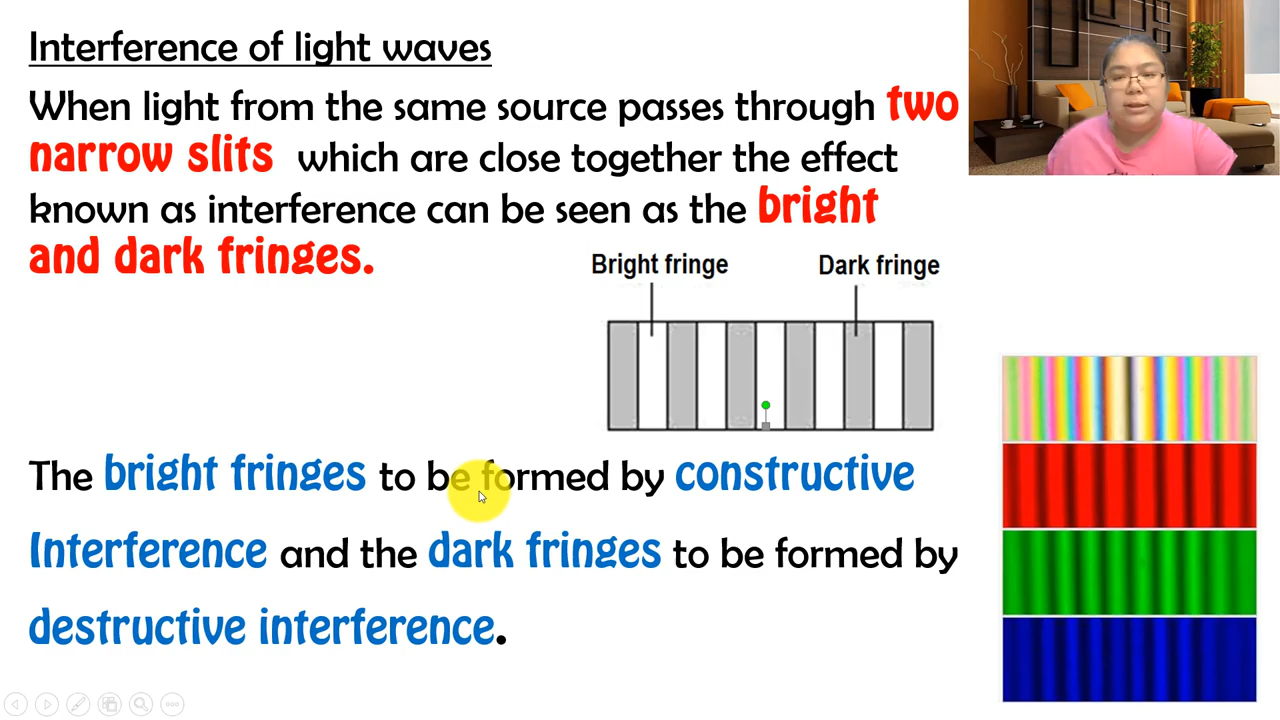 Interference of light waves
When light from the same source passes through two
narrow slits which are close together the effect
known as interference can be seen as the bright
and dark fringes.
Bright fringe Dark fringe
The bright fringes to be formed by constructive
Interference and the dark fringes to be formed by
destructive interference.